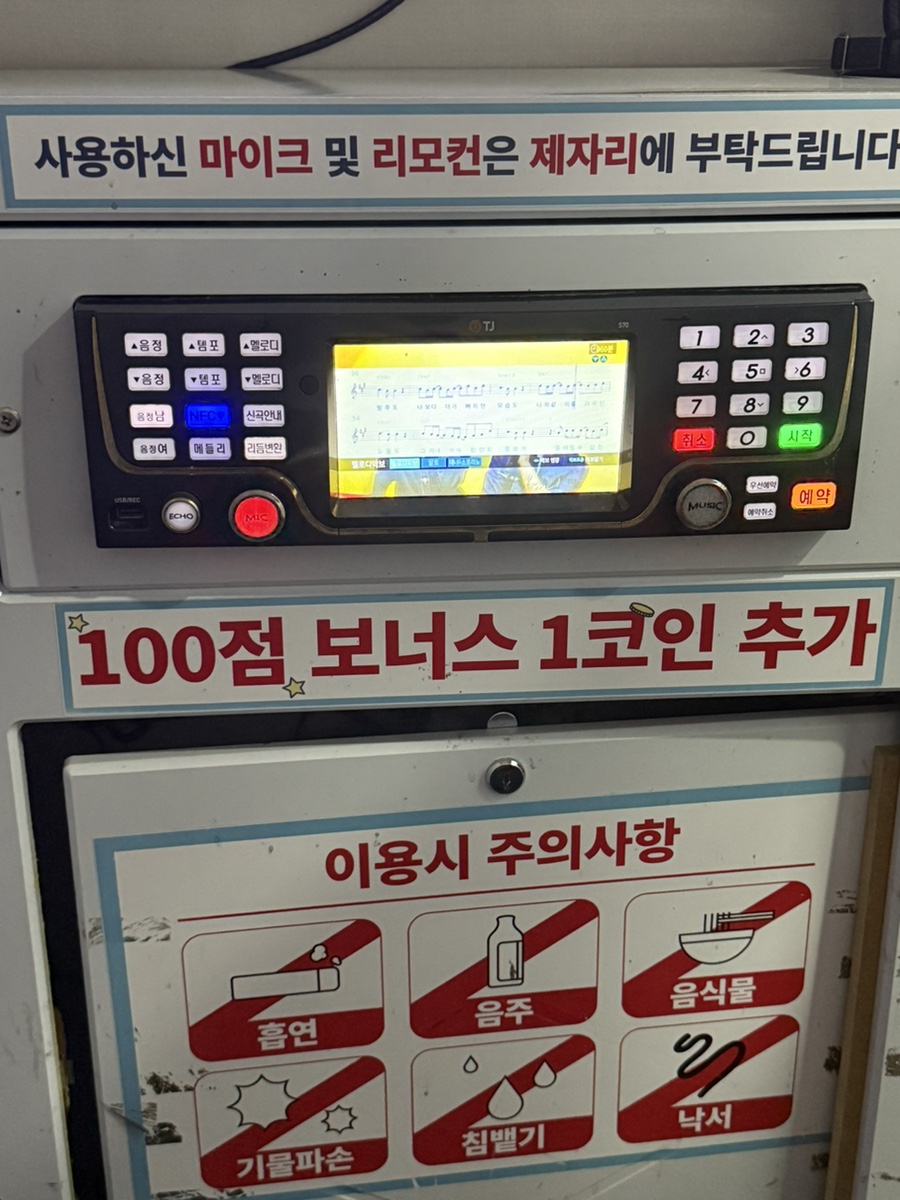 사용하신 마이크 및 리모컨은 제자리에 부탁드립니다
TJ
S70
▲음정 ▲템포 ▲멜로디
▼음정 ▼템포 ▼멜로디
음정남 NFC 신곡안내
음정여 메들리 리듬변환
USB/REC
ECHO
MIC
1 2 3
4 5 6
7 8 9
취소 0 시작
MUSIC
우선예약
예약취소
예약
100점 보너스 1코인 추가
이용시 주의사항
흡연 음주 음식물
기물파손 침뱉기 낙서